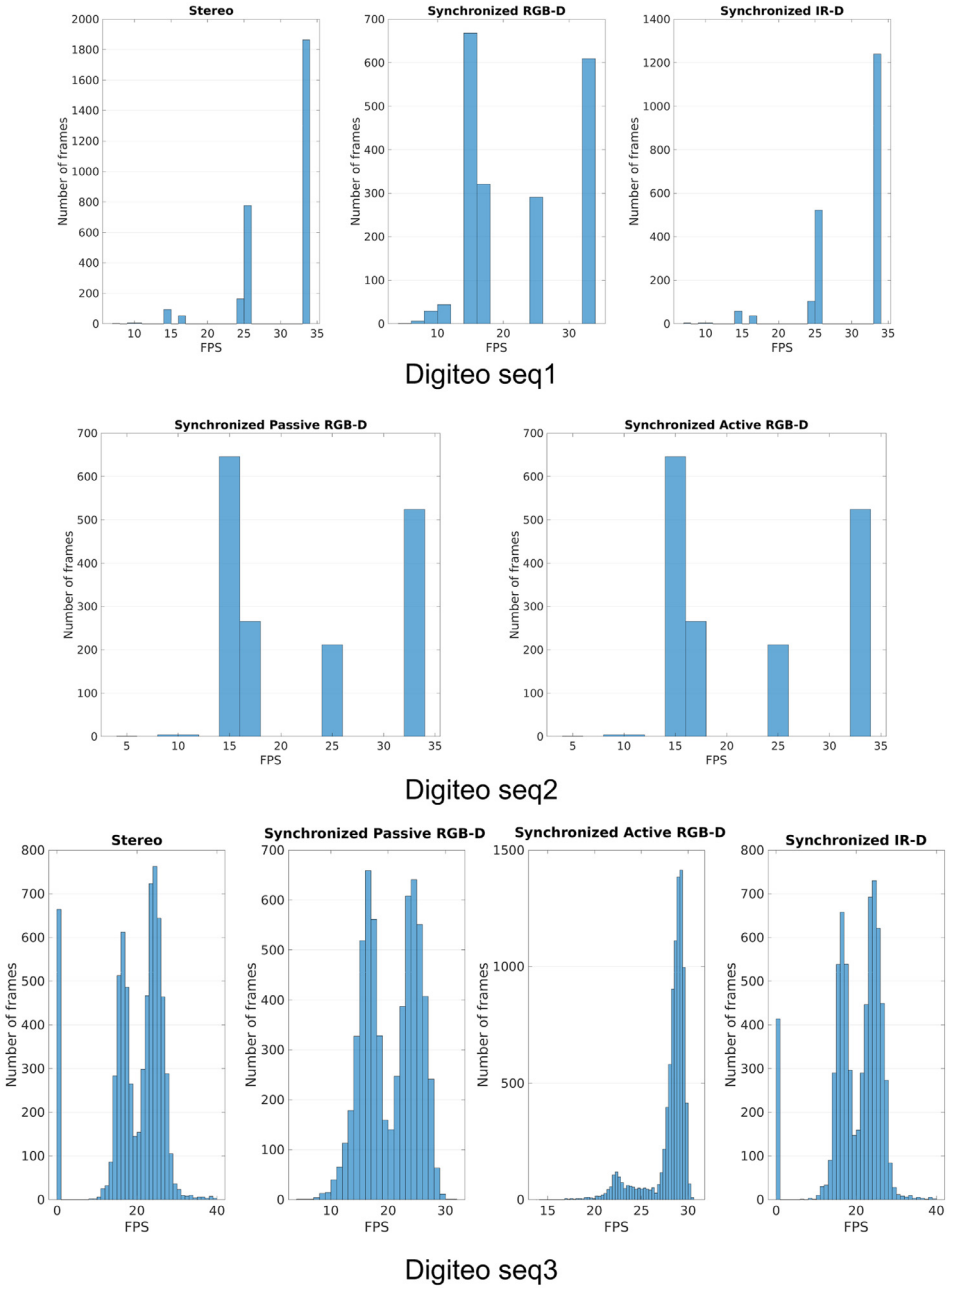 Stereo
2000
1800
1600
1400
1200
1000
800
600
400
200
0
Number of frames
10 15 20 25 30 35
FPS
Synchronized RGB-D
700
600
500
400
300
200
100
0
Number of frames
10 20 30
FPS
Synchronized IR-D
1400
1200
1000
800
600
400
200
0
Number of frames
10 15 20 25 30 35
FPS
Digiteo seq1
Synchronized Passive RGB-D
700
600
500
400
300
200
100
0
Number of frames
5 10 15 20 25 30 35
FPS
Synchronized Active RGB-D
700
600
500
400
300
200
100
0
Number of frames
5 10 15 20 25 30 35
FPS
Digiteo seq2
Stereo
800
700
600
500
400
300
200
100
0
Number of frames
0 20 40
FPS
Synchronized Passive RGB-D
700
600
500
400
300
200
100
0
Number of frames
10 20 30
FPS
Synchronized Active RGB-D
1500
1000
500
0
Number of frames
15 20 25 30
FPS
Synchronized IR-D
800
700
600
500
400
300
200
100
0
Number of frames
0 20 40
FPS
Digiteo seq3